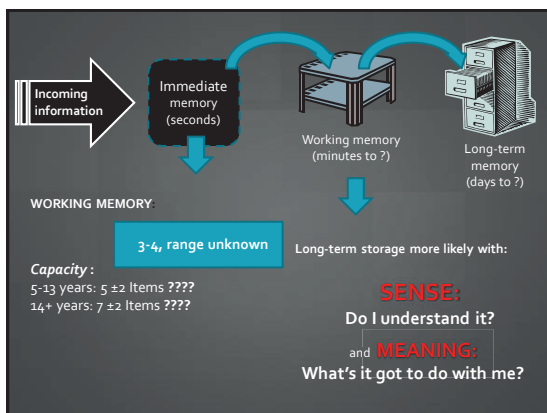 Incoming
information
Immediate
memory
(seconds)
Working memory
(minutes to ?)
Long-term
memory
(days to ?)
WORKING MEMORY:
3-4, range unknown
Capacity :
5-13 years: 5 ±2 Items ????
14+ years: 7 ±2 Items ????
Long-term storage more likely with:
SENSE:
Do I understand it?
and MEANING:
What's it got to do with me?